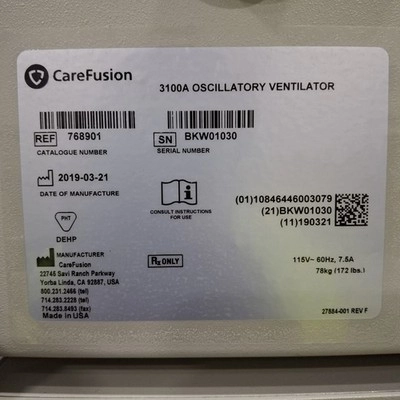 CareFusion
3100A OSCILLATORY VENTILATOR
REF 768901
CATALOGUE NUMBER
SN BKW01030
SERIAL NUMBER
2019-03-21
DATE OF MANUFACTURE
CONSULT INSTRUCTIONS
FOR USE
(01)10846446003079
(21)BKW01030
(11)190321
PHT
DEHP
MANUFACTURER
CareFusion
22745 Savi Ranch Parkway
Yorba Linda, CA 92887, USA
800.231.2466 (tel)
714.283.2228 (tel)
714.283.8493 (fax)
Made in USA
Rx ONLY
115V~ 60Hz, 7.5A
78kg (172 lbs.)
27884-001 REV F